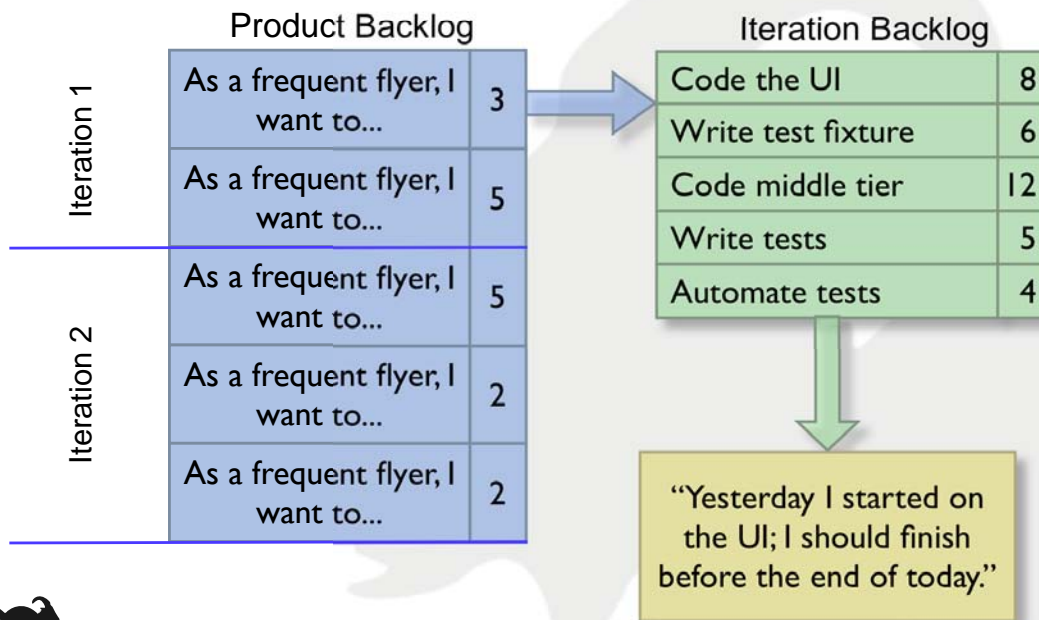 Product Backlog
Iteration 1
As a frequent flyer, I
want to...
3
As a frequent flyer, I
want to...
5
Iteration 2
As a frequent flyer, I
want to...
5
As a frequent flyer, I
want to...
2
As a frequent flyer, I
want to...
2
Iteration Backlog
Code the UI 8
Write test fixture 6
Code middle tier 12
Write tests 5
Automate tests 4
“Yesterday I started on
the UI; I should finish
before the end of today.”